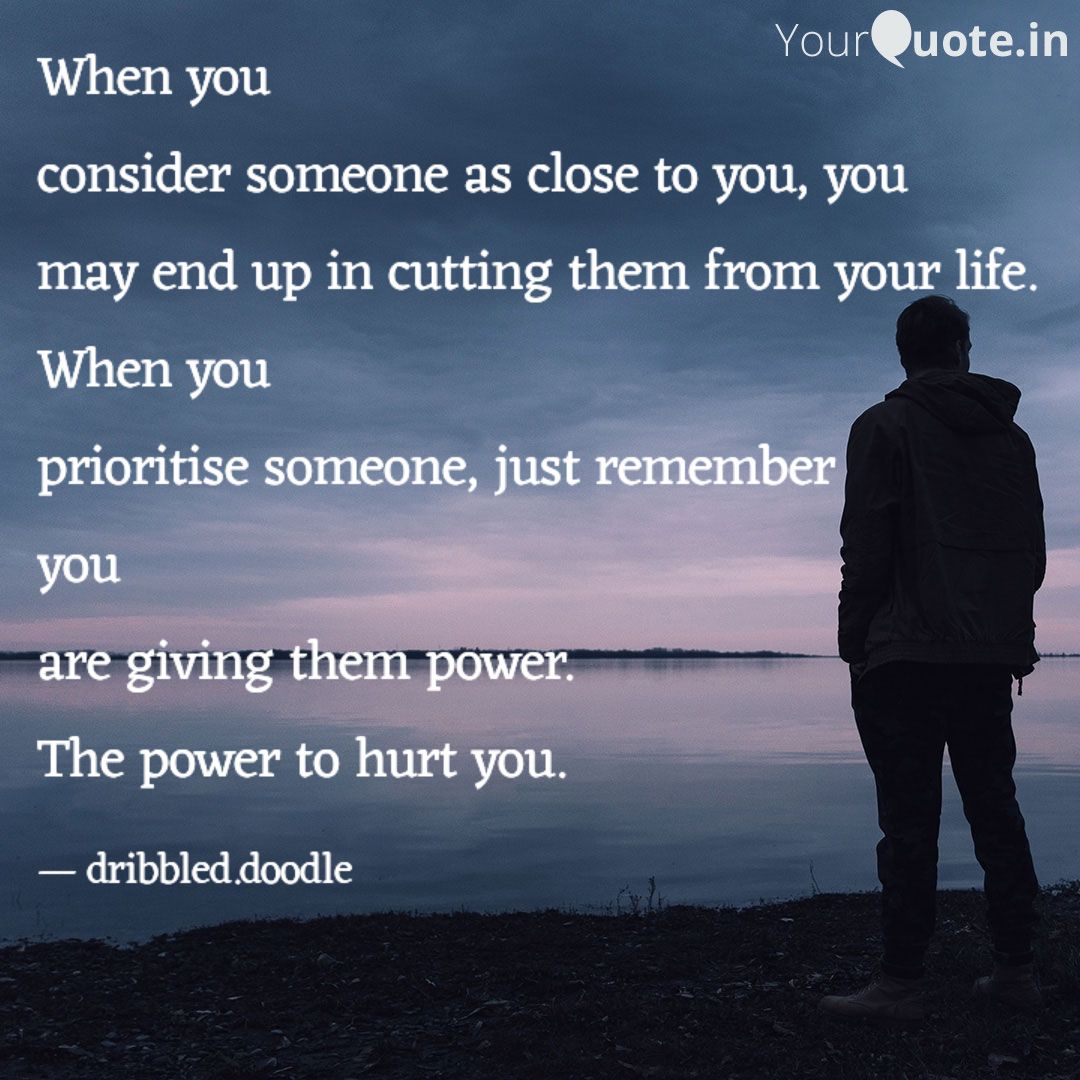 YourQuote.in
When you
consider someone as close to you, you
may end up in cutting them from your life.
When you
prioritise someone, just remember
you
are giving them power.
The power to hurt you.
— dribbled.doodle